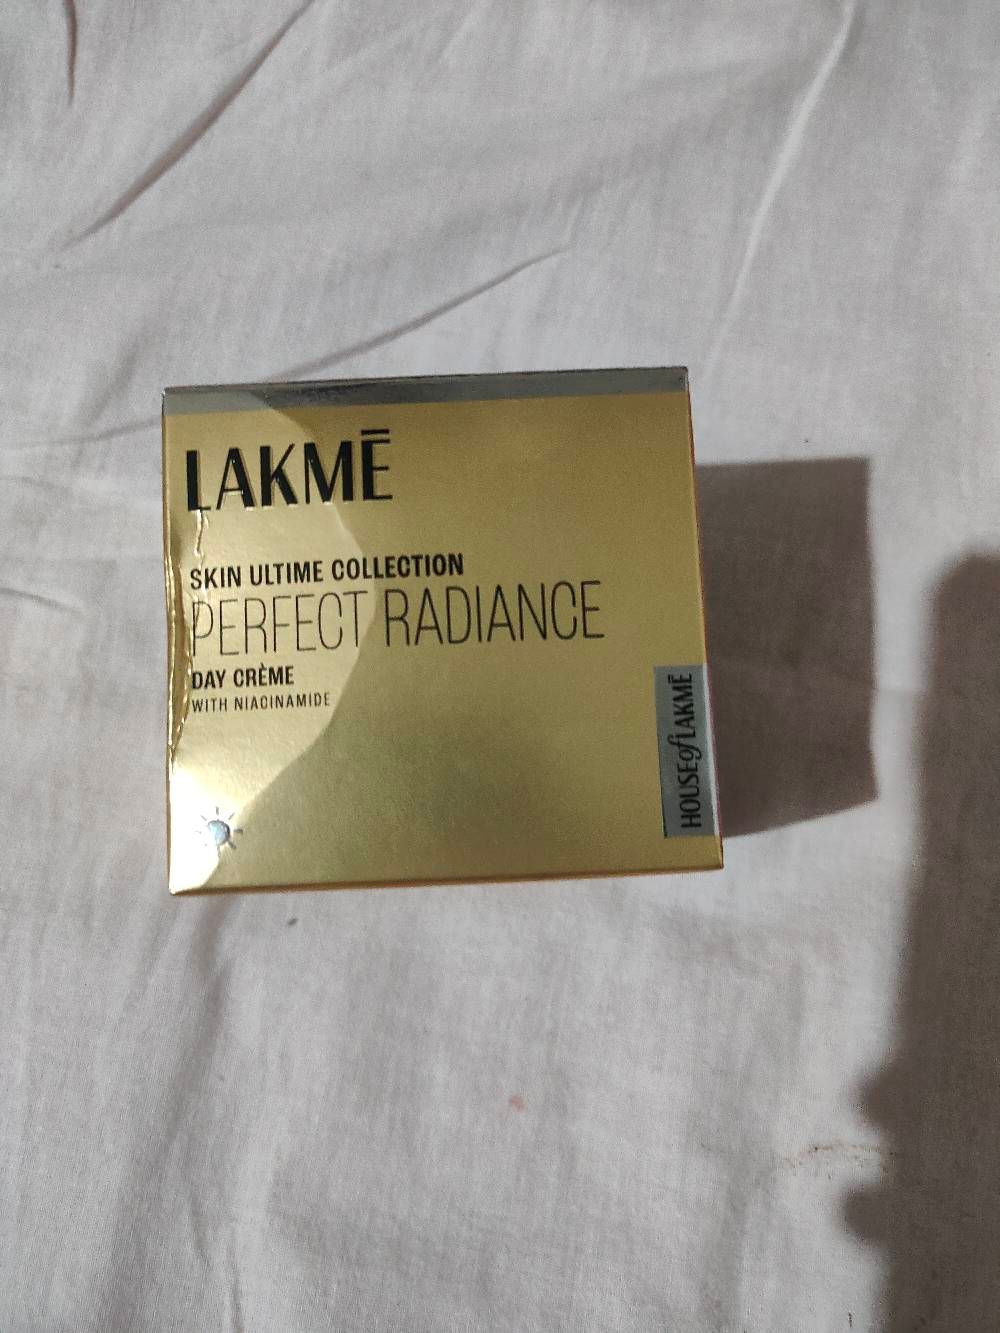 LAKMĒ
SKIN ULTIME COLLECTION
PERFECT RADIANCE
DAY CRÈME
WITH NIACINAMIDE
HOUSE of LAKMĒ